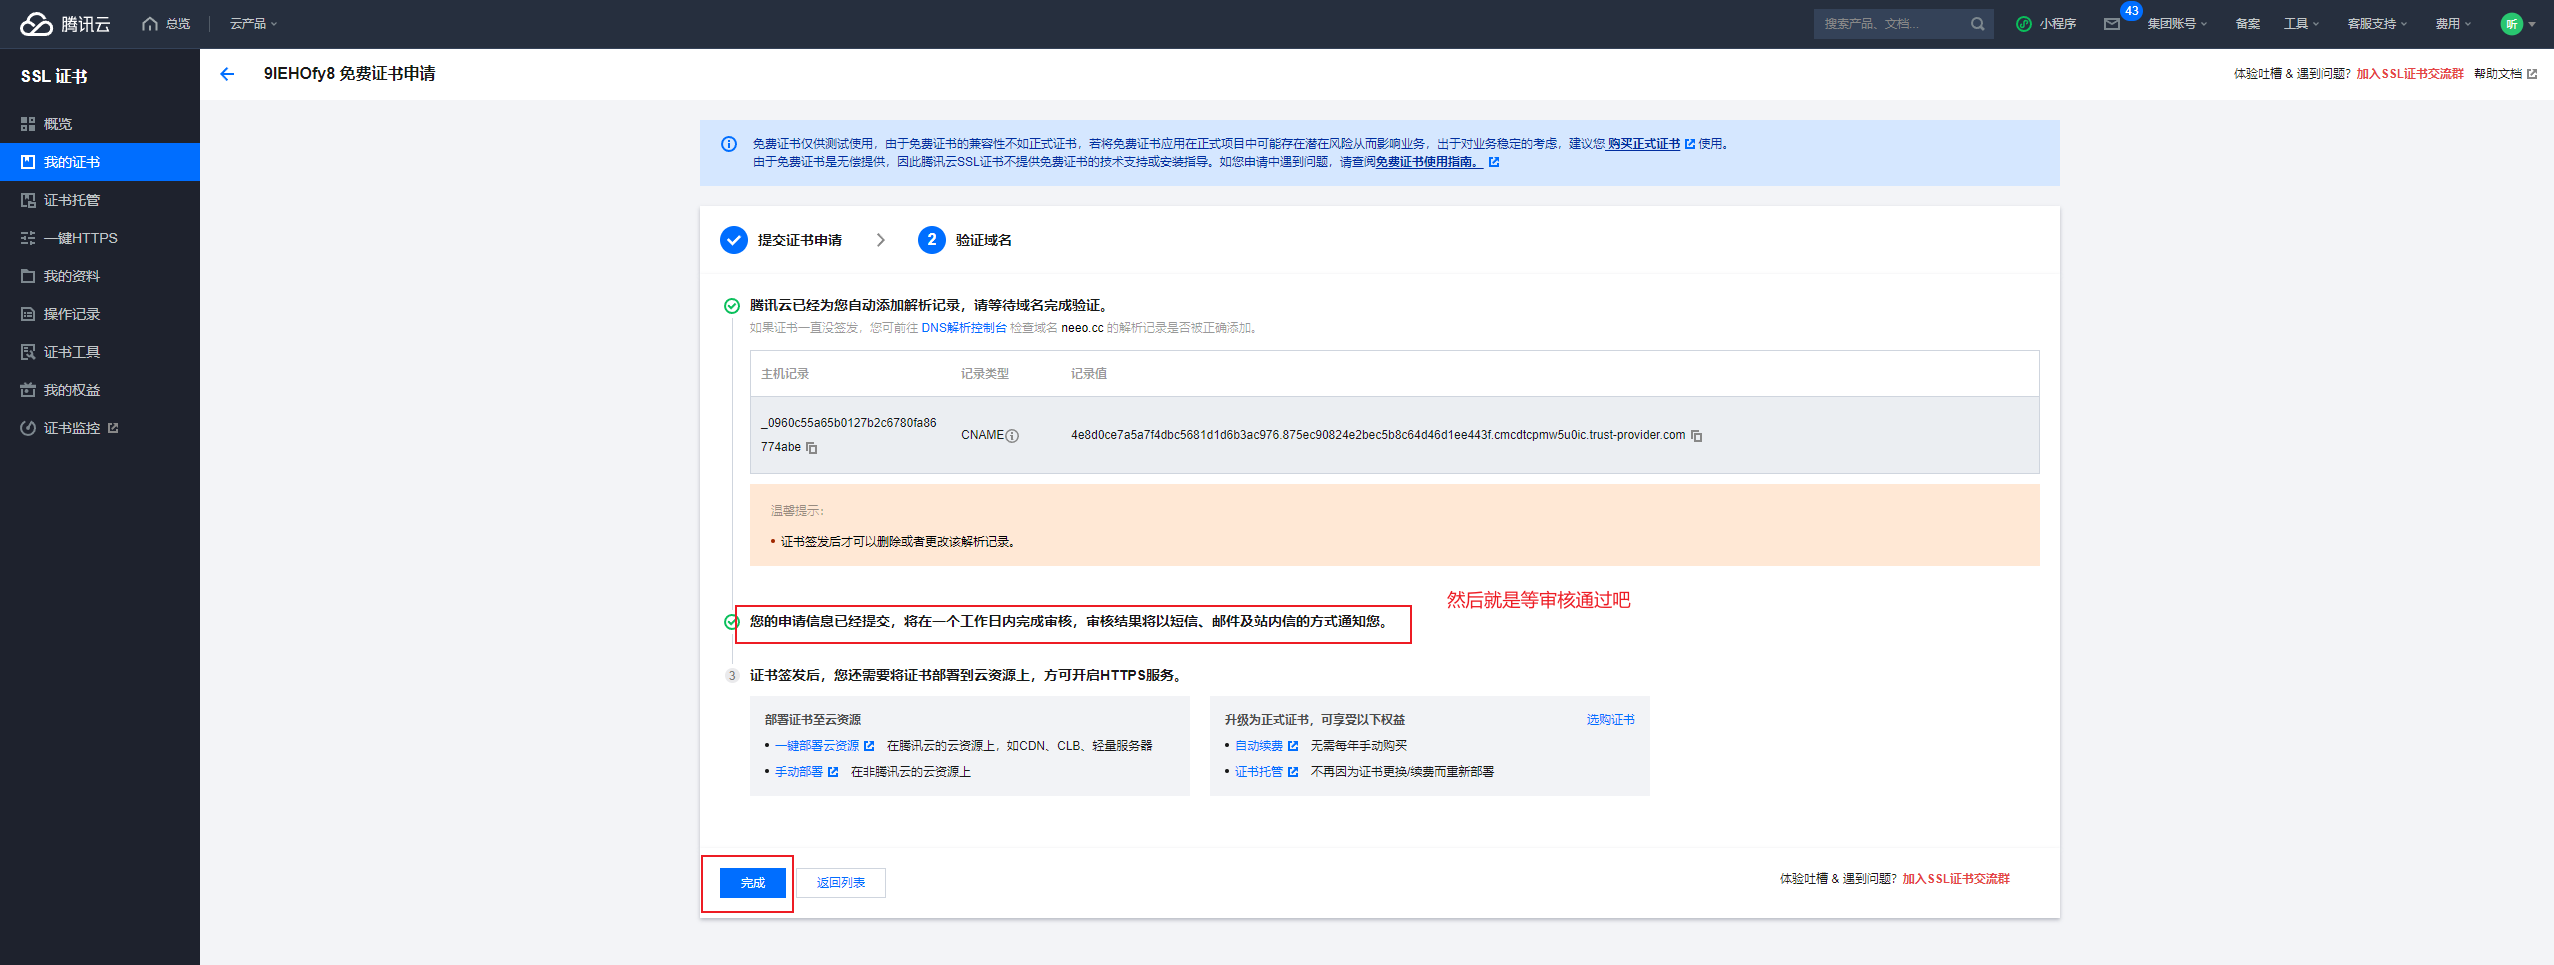 腾讯云
总览
云产品
搜索产品、文档...
小程序
43
集团账号
备案
工具
客服支持
费用
昕
SSL 证书
概览
我的证书
证书托管
一键HTTPS
我的资料
操作记录
证书工具
我的权益
证书监控
9IEHOfy8 免费证书申请
体验吐槽 & 遇到问题? 加入SSL证书交流群 帮助文档
免费证书仅供测试使用，由于免费证书的兼容性不如正式证书，若将免费证书应用在正式项目中可能存在潜在风险从而影响业务，出于对业务稳定的考虑，建议您 购买正式证书 使用。
由于免费证书是无偿提供，因此腾讯云SSL证书不提供免费证书的技术支持或安装指导。如您申请中遇到问题，请查阅免费证书使用指南。
提交证书申请
2 验证域名
腾讯云已经为您自动添加解析记录，请等待域名完成验证。
如果证书一直没签发，您可前往 DNS解析控制台 检查域名 neeo.cc 的解析记录是否被正确添加。
主机记录 记录类型 记录值
_0960c55a65b0127b2c6780fa86
774abe
CNAME
4e8d0ce7a5a7f4dbc5681d1d6b3ac976.875ec90824e2bec5b8c64d46d1ee443f.cmcdtcpmw5u0ic.trust-provider.com
温馨提示：
• 证书签发后才可以删除或者更改该解析记录。
然后就是等审核通过吧
您的申请信息已经提交，将在一个工作日内完成审核，审核结果将以短信、邮件及站内信的方式通知您。
3 证书签发后，您还需要将证书部署到云资源上，方可开启HTTPS服务。
部署证书至云资源
• 一键部署云资源 在腾讯云的云资源上，如CDN、CLB、轻量服务器
• 手动部署 在非腾讯云的云资源上
升级为正式证书，可享受以下权益 选购证书
• 自动续费 无需每年手动购买
• 证书托管 不再因为证书更换/续费而重新部署
完成
返回列表
体验吐槽 & 遇到问题? 加入SSL证书交流群